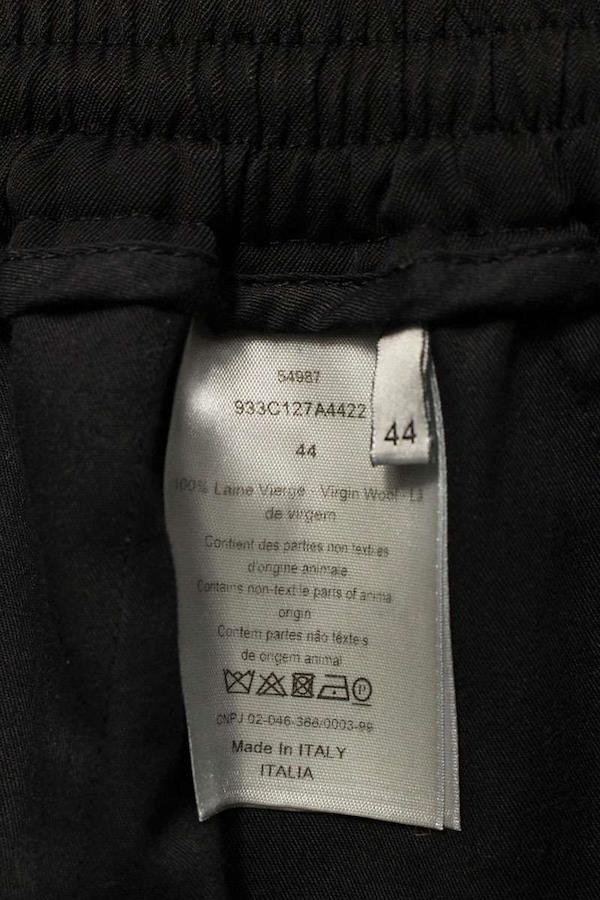 54987
933C127A4422
44
44
100% Laine Vierge - Virgin Wool - Lã
de virgem
Contient des parties non textiles
d'origine animale
Contains non-textile parts of animal
origin
Contem partes não têxteis
de origem animal
P
CNPJ 02-046-366/0003-99
Made In ITALY
ITALIA